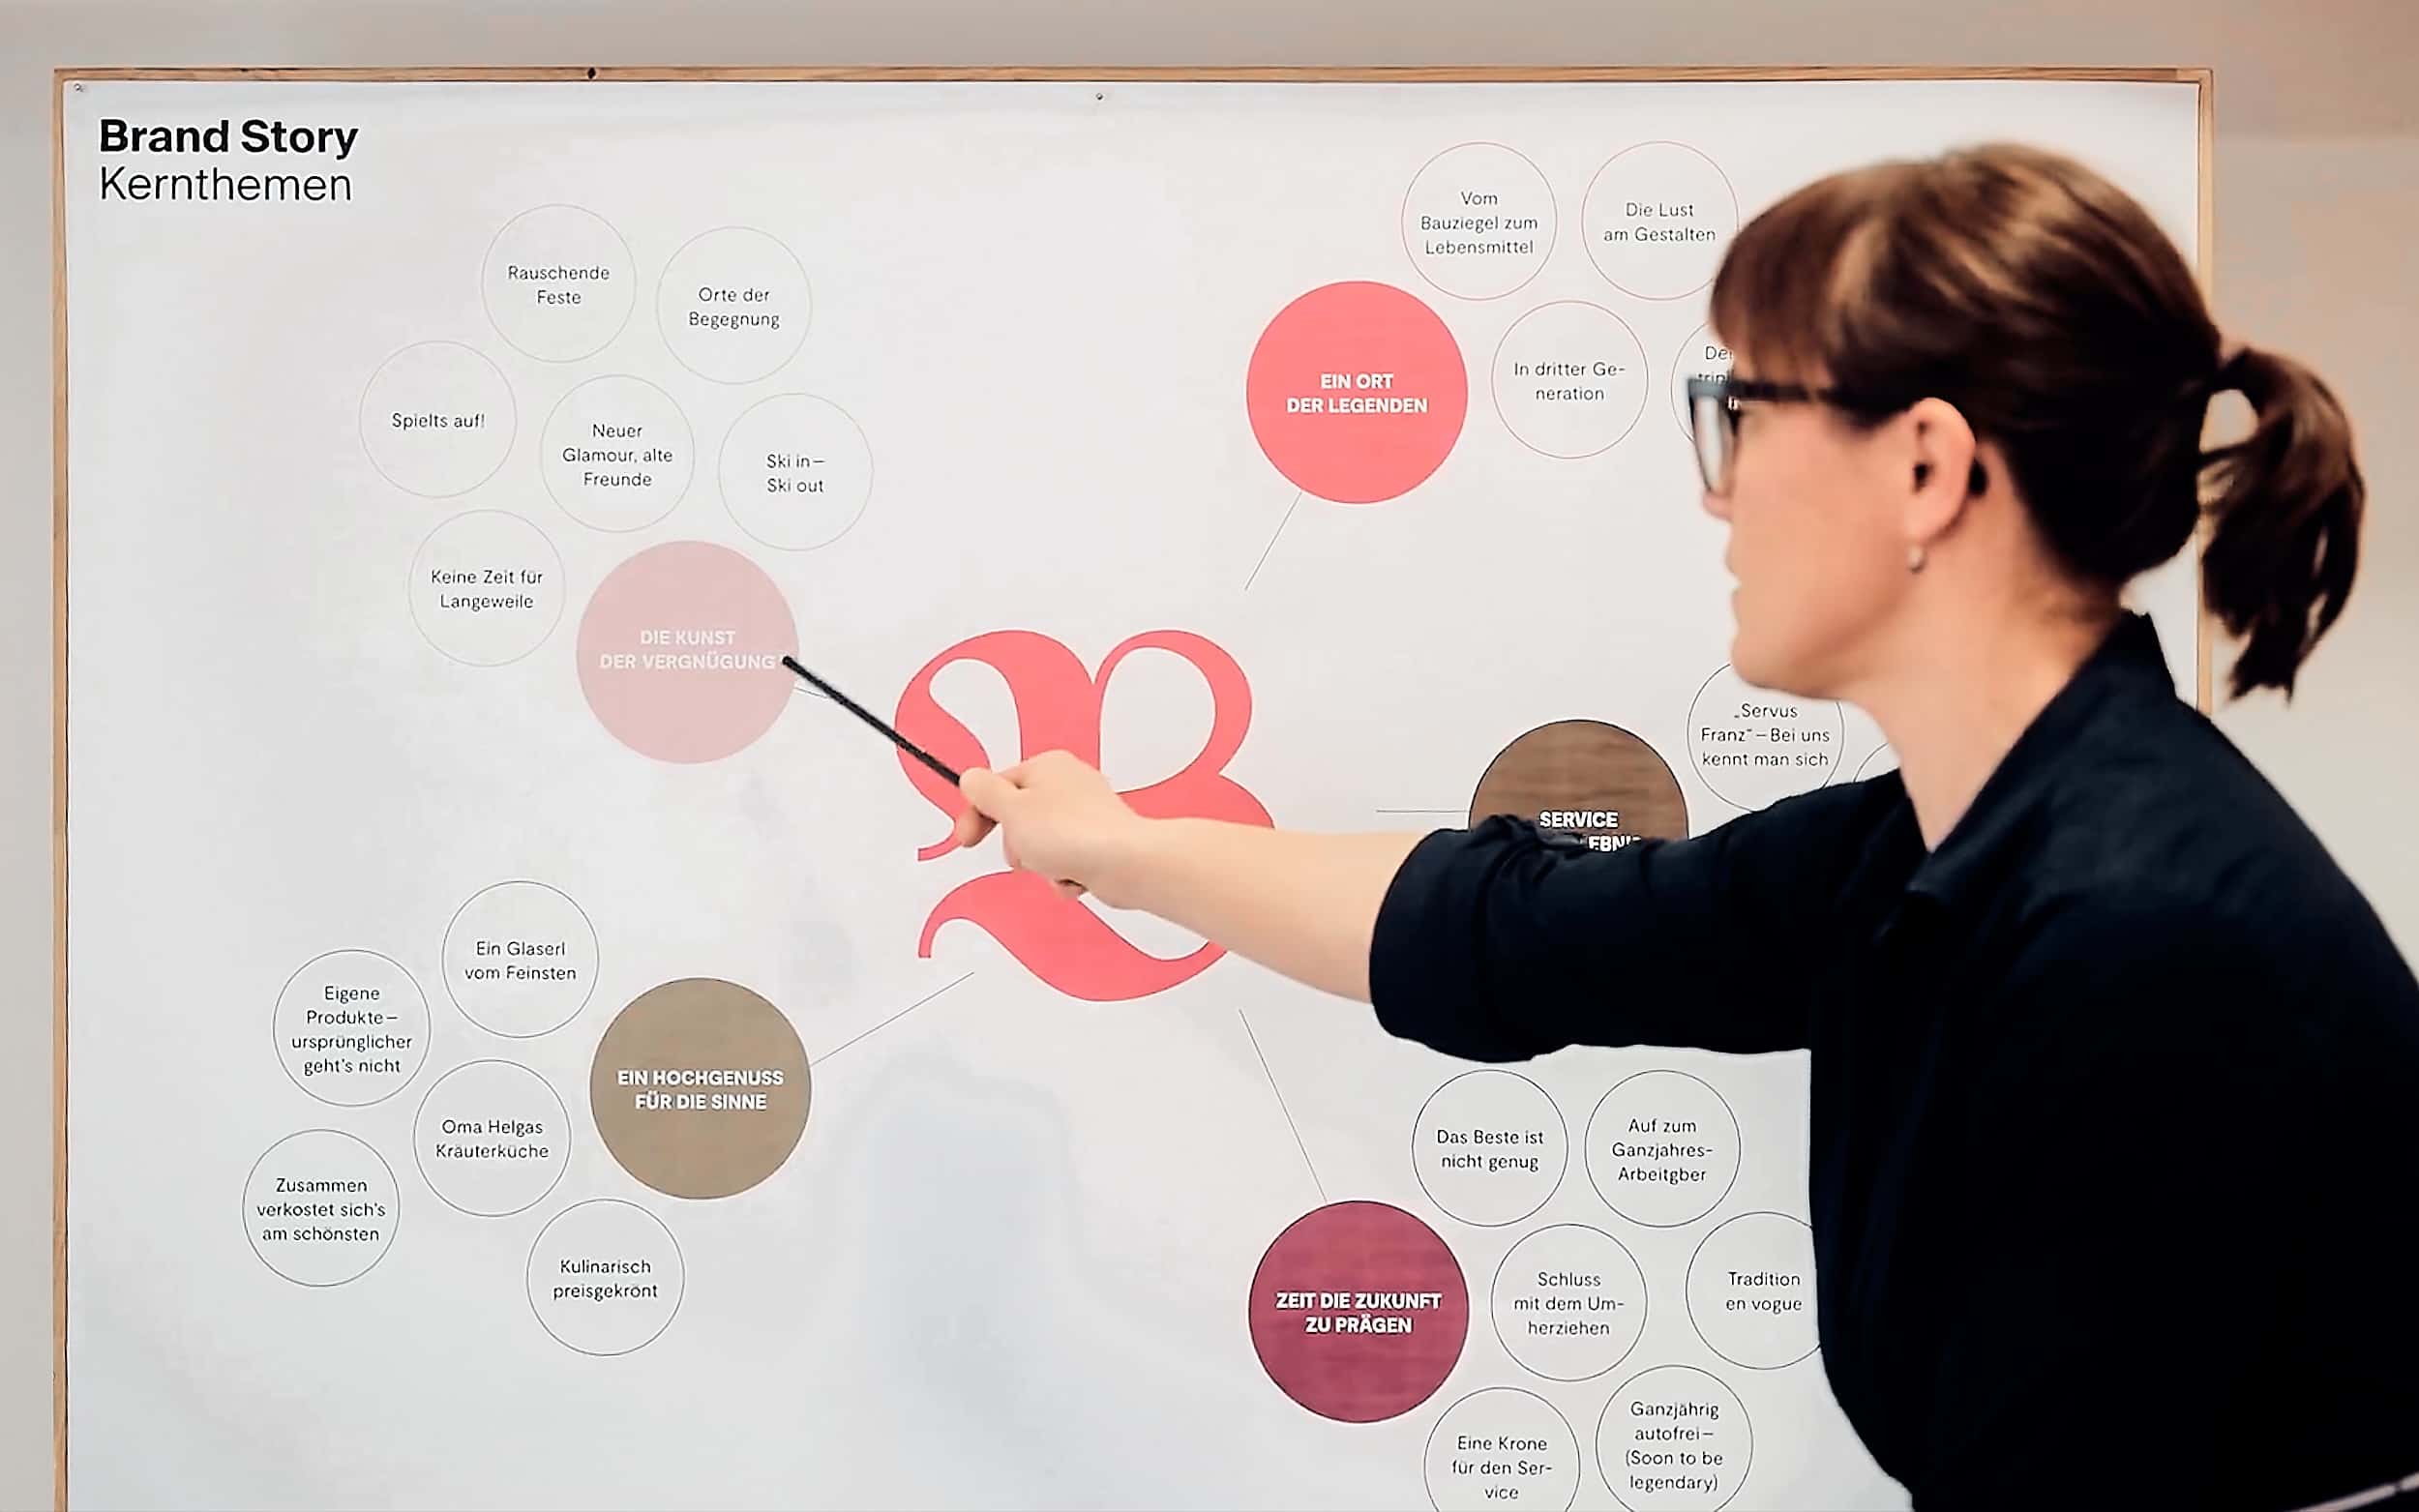 Brand Story
Kernthemen
Rauschende
Feste
Orte der
Begegnung
Spielts auf!
Neuer
Glamour, alte
Freunde
Ski in–
Ski out
Keine Zeit für
Langeweile
DIE KUNST
DER VERGNÜGUNG
Vom
Bauziegel zum
Lebensmittel
Die Lust
am Gestalten
EIN ORT
DER LEGENDEN
In dritter Ge-
neration
„Servus
Franz“–Bei uns
kennt man sich
SERVICE
Ein Glaserl
vom Feinsten
Eigene
Produkte–
ursprünglicher
geht's nicht
Oma Helgas
Kräuterküche
Zusammen
verkostet sich's
am schönsten
Kulinarisch
preisgekrönt
EIN HOCHGENUSS
FÜR DIE SINNE
Das Beste ist
nicht genug
Auf zum
Ganzjahres-
Arbeitgber
Schluss
mit dem Um-
herziehen
Tradition
en vogue
ZEIT DIE ZUKUNFT
ZU PRÄGEN
Eine Krone
für den Ser-
vice
Ganzjährig
autofrei–
(Soon to be
legendary)